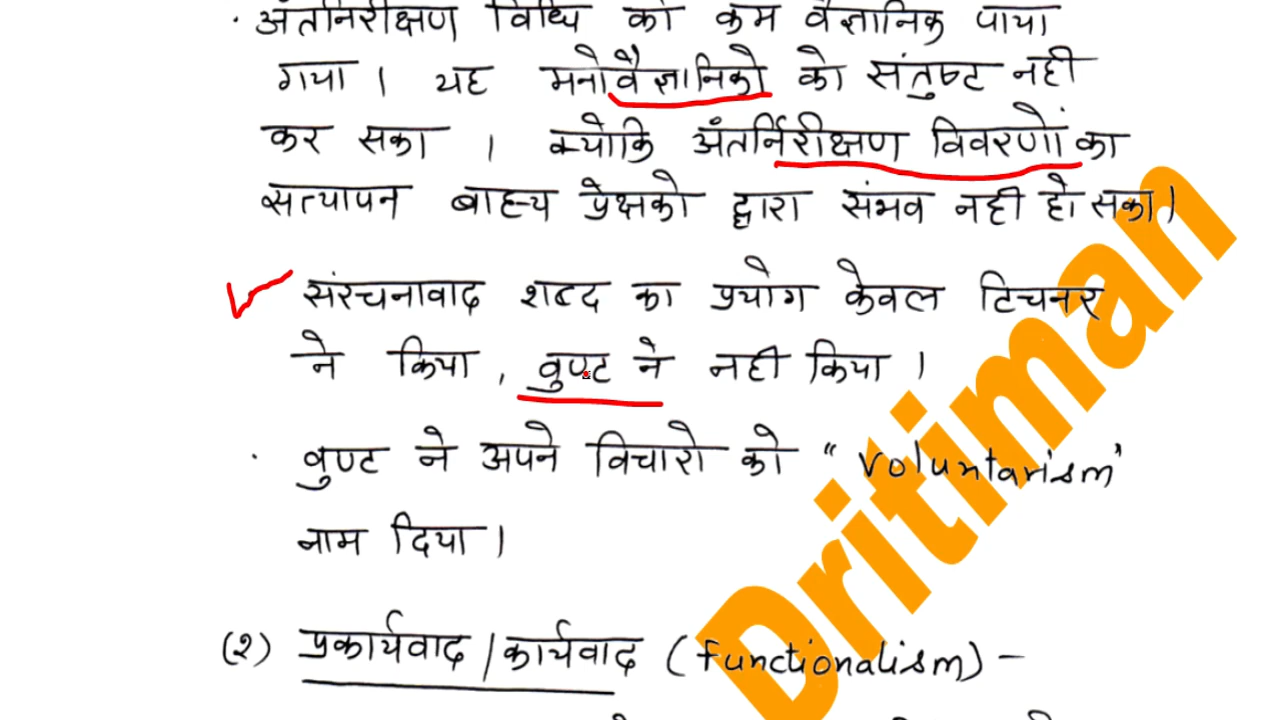 · अंतर्निरीक्षण विधि को कम वैज्ञानिक पाया
गया । यह मनोवैज्ञानिको को संतुष्ट नही
कर सका । क्योकि अंतर्निरीक्षण विवरणों का
सत्यापन बाह्य प्रेक्षको द्वारा संभव नही हो सका।
संरचनावाद शब्द का प्रयोग केवल टिचनर
ने किया , वुण्ट ने नही किया ।
· वुण्ट ने अपने विचारो को “ Voluntarism ’
नाम दिया ।
(२) प्रकार्यवाद / कार्यवाद ( functionalism) –
Dritiman